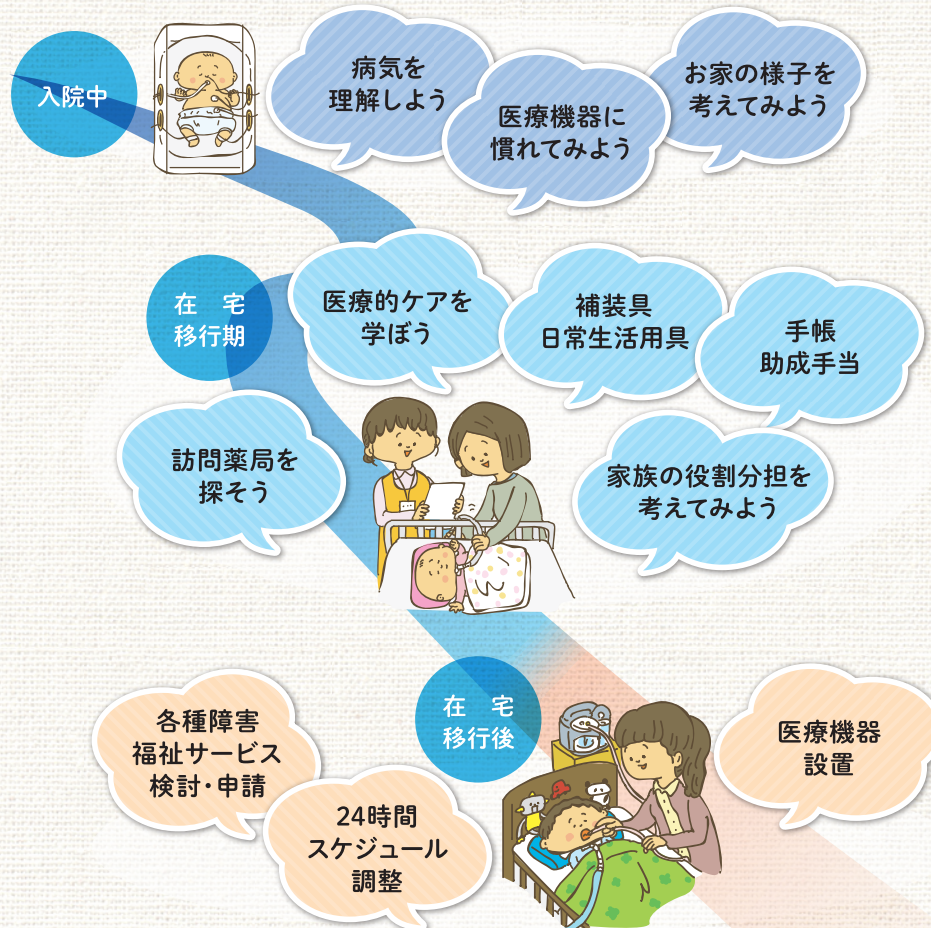 入院中
病気を
理解しよう
医療機器に
慣れてみよう
お家の様子を
考えてみよう
在　宅
移行期
医療的ケアを
学ぼう
補装具
日常生活用具
手帳
助成手当
訪問薬局を
探そう
家族の役割分担を
考えてみよう
在　宅
移行後
各種障害
福祉サービス
検討・申請
24時間
スケジュール
調整
医療機器
設置